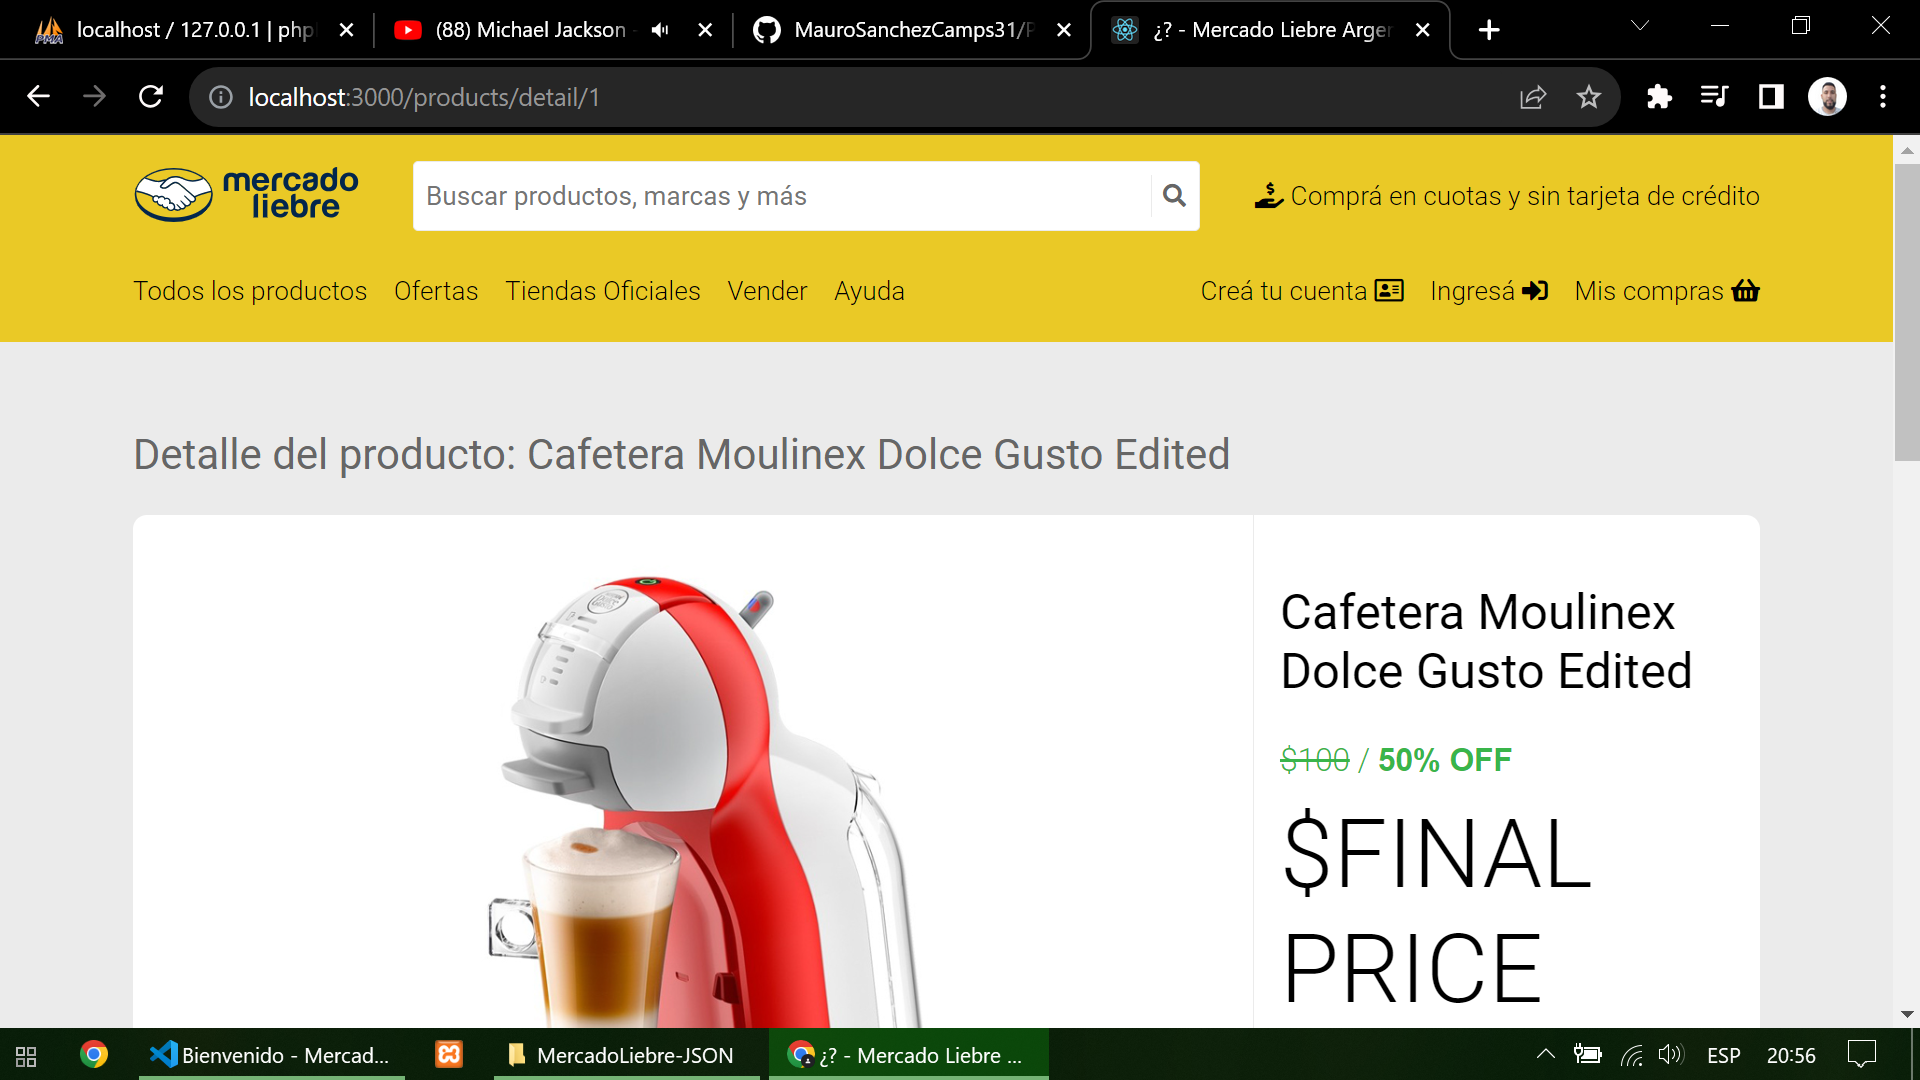 localhost / 127.0.0.1 | php
(88) Michael Jackson -
MauroSanchezCamps31/P
¿? - Mercado Liebre Argen
localhost:3000/products/detail/1
mercado
liebre
Buscar productos, marcas y más
Comprá en cuotas y sin tarjeta de crédito
Todos los productos Ofertas Tiendas Oficiales Vender Ayuda
Creá tu cuenta Ingresá Mis compras
Detalle del producto: Cafetera Moulinex Dolce Gusto Edited
Cafetera Moulinex
Dolce Gusto Edited
$100 / 50% OFF
$FINAL
PRICE
Bienvenido - Mercad...
MercadoLiebre-JSON
¿? - Mercado Liebre ...
ESP
20:56